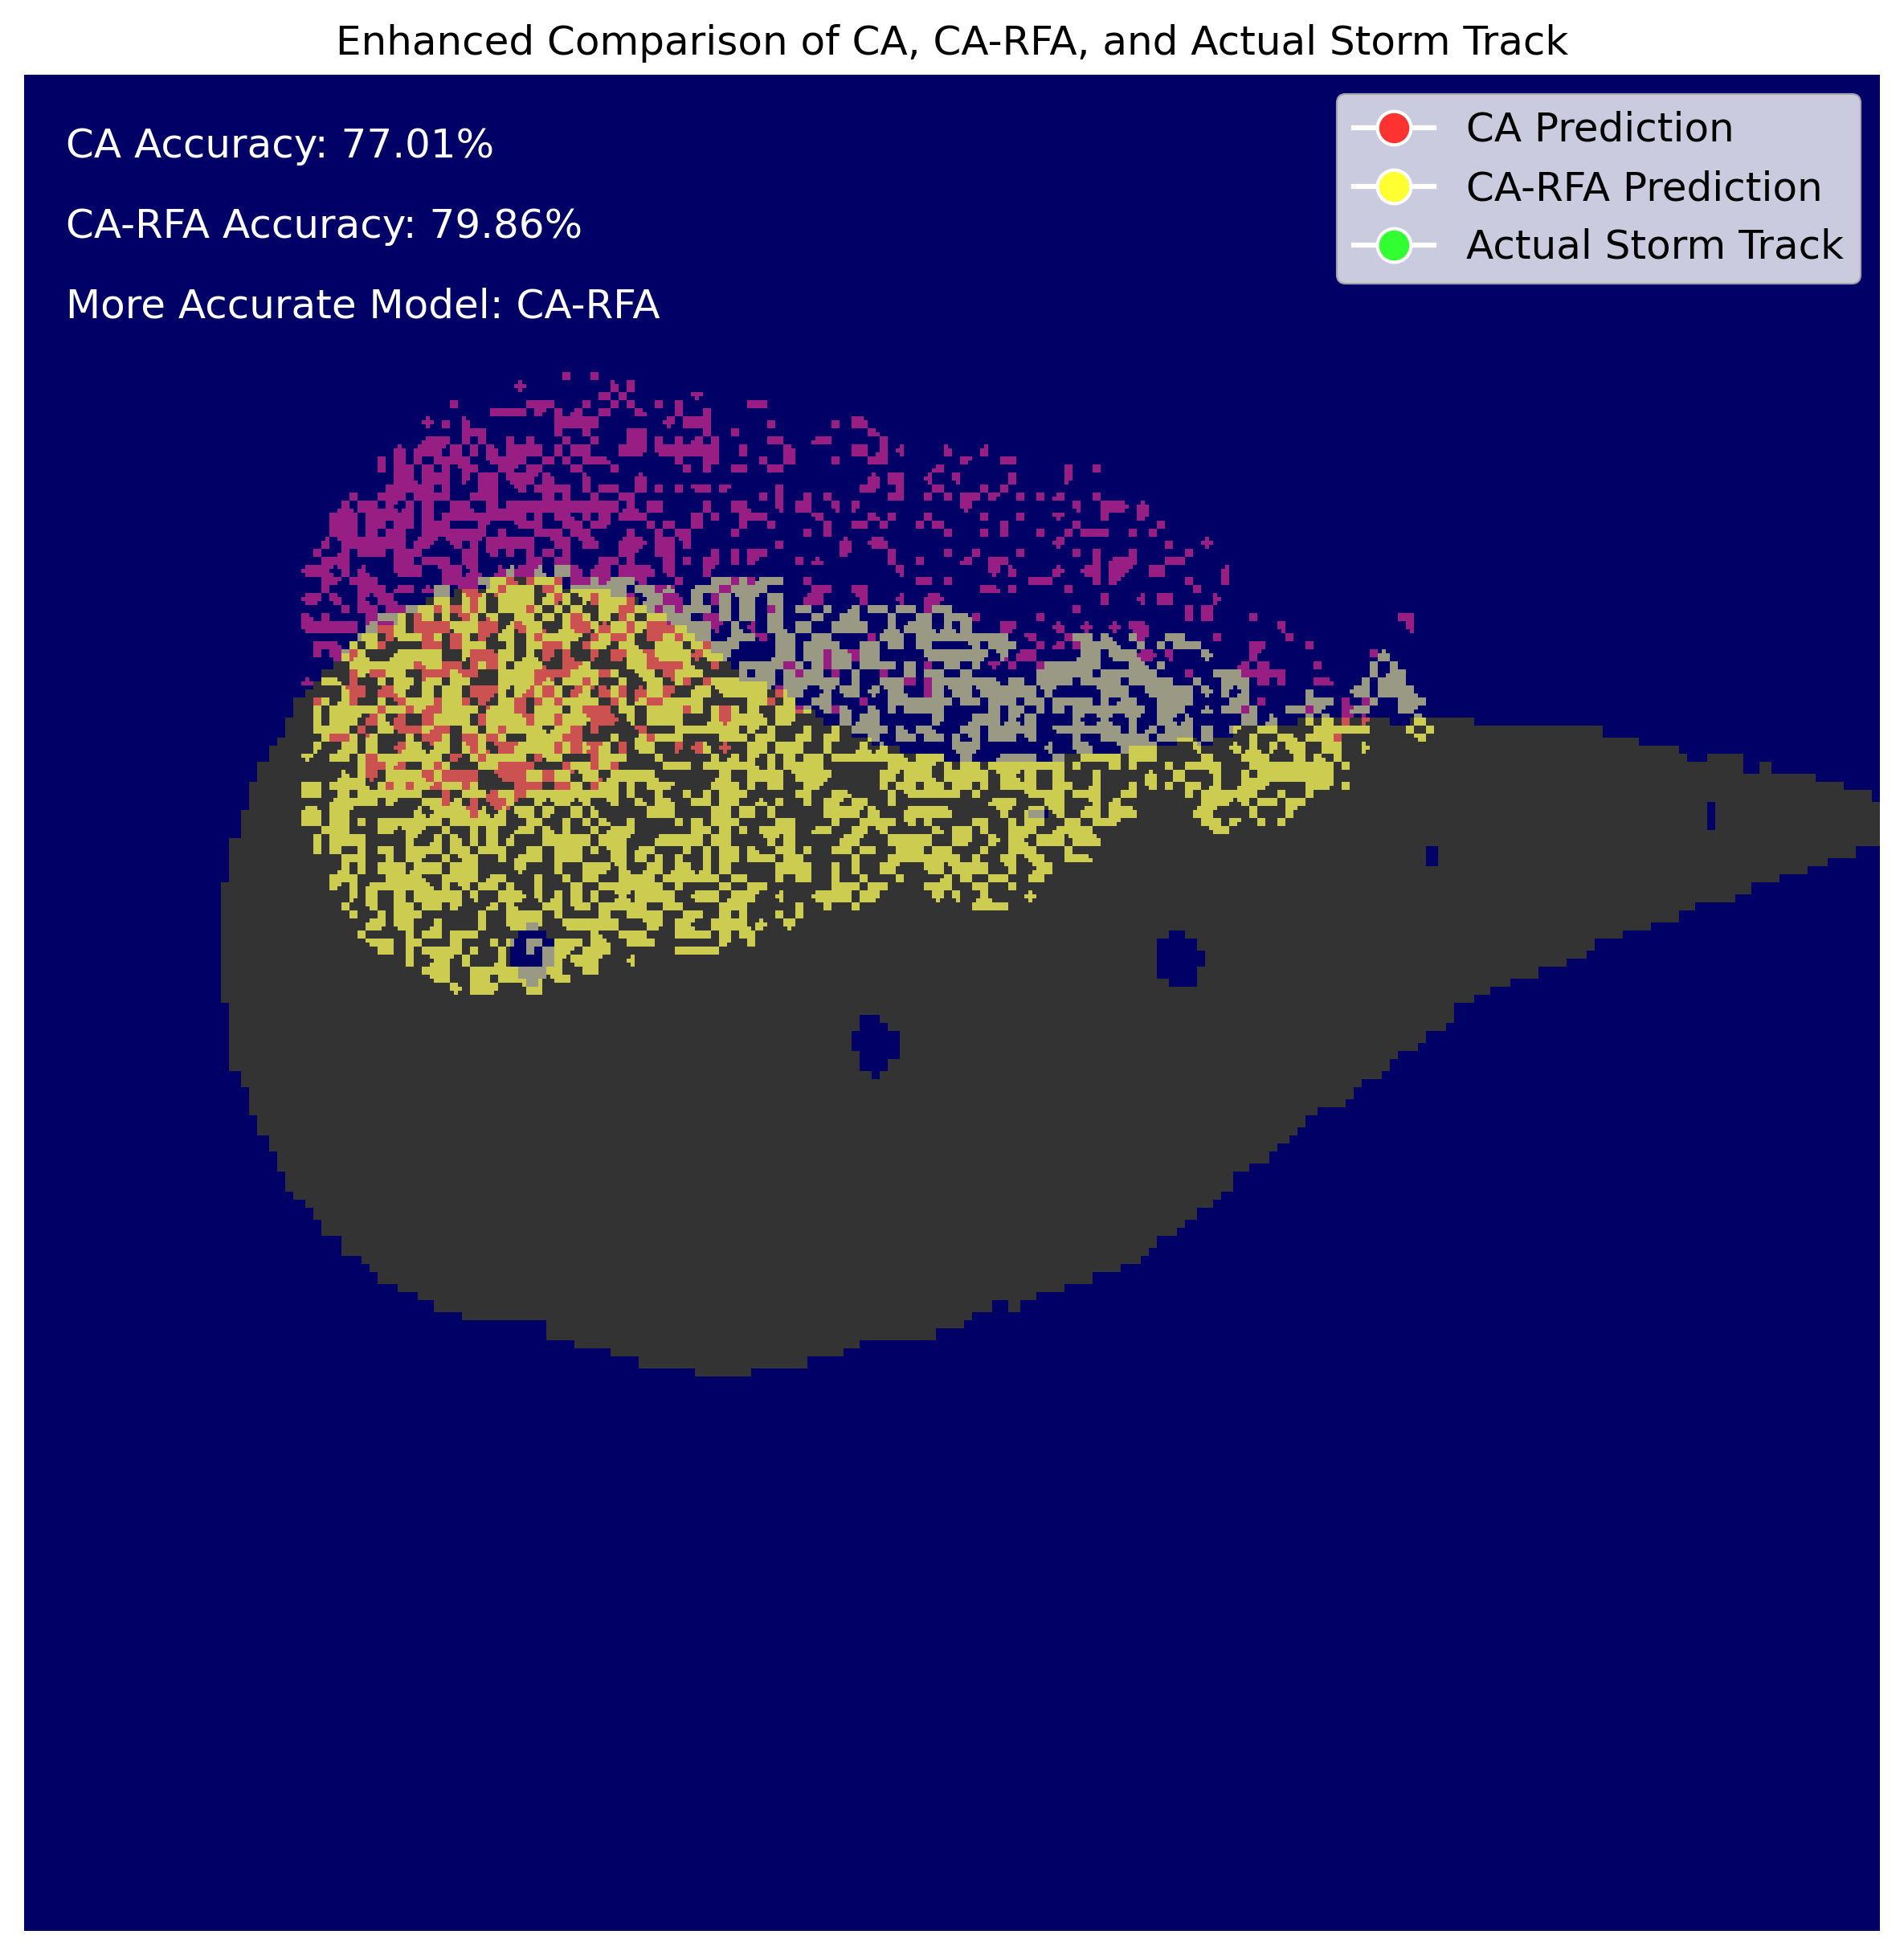 Enhanced Comparison of CA, CA-RFA, and Actual Storm Track
CA Accuracy: 77.01%
CA-RFA Accuracy: 79.86%
More Accurate Model: CA-RFA
CA Prediction
CA-RFA Prediction
Actual Storm Track